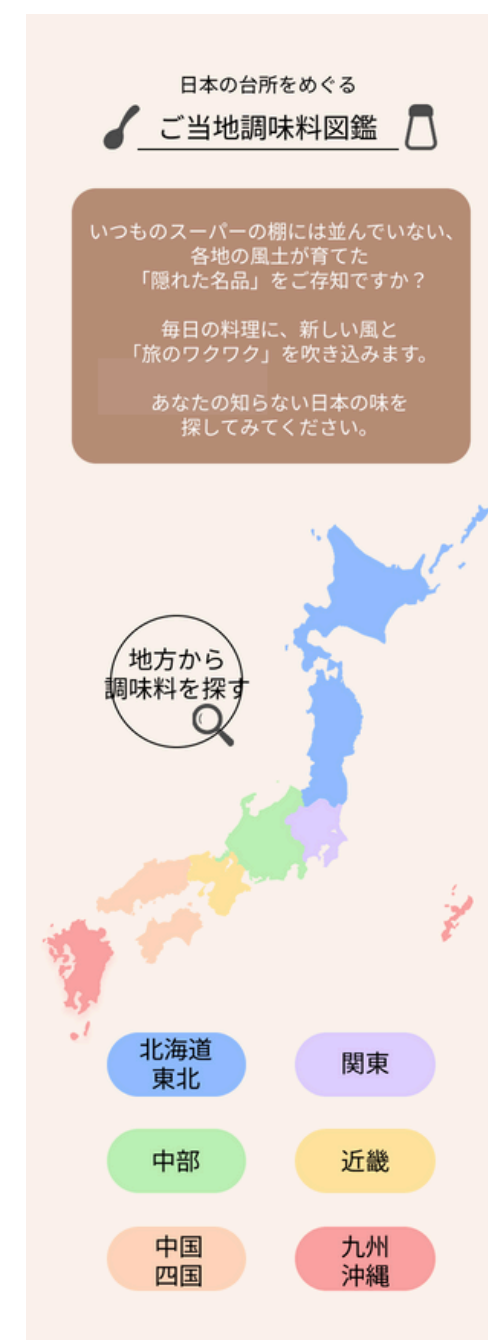 日本の台所をめぐる
ご当地調味料図鑑
いつものスーパーの棚には並んでいない、
各地の風土が育てた
「隠れた名品」をご存知ですか？
毎日の料理に、新しい風と
「旅のワクワク」を吹き込みます。
あなたの知らない日本の味を
探してみてください。
地方から
調味料を探す
北海道
東北
関東
中部
近畿
中国
四国
九州
沖縄